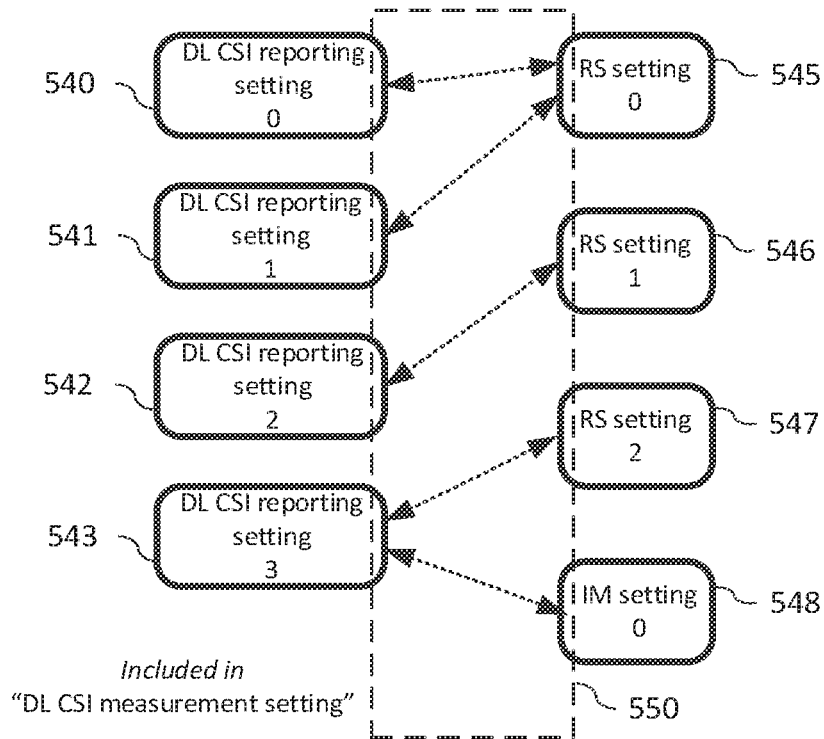 540
DL CSI reporting
setting
0
RS setting
0
545
541
DL CSI reporting
setting
1
RS setting
1
546
542
DL CSI reporting
setting
2
RS setting
2
547
543
DL CSI reporting
setting
3
IM setting
0
548
Included in
“DL CSI measurement setting”
550